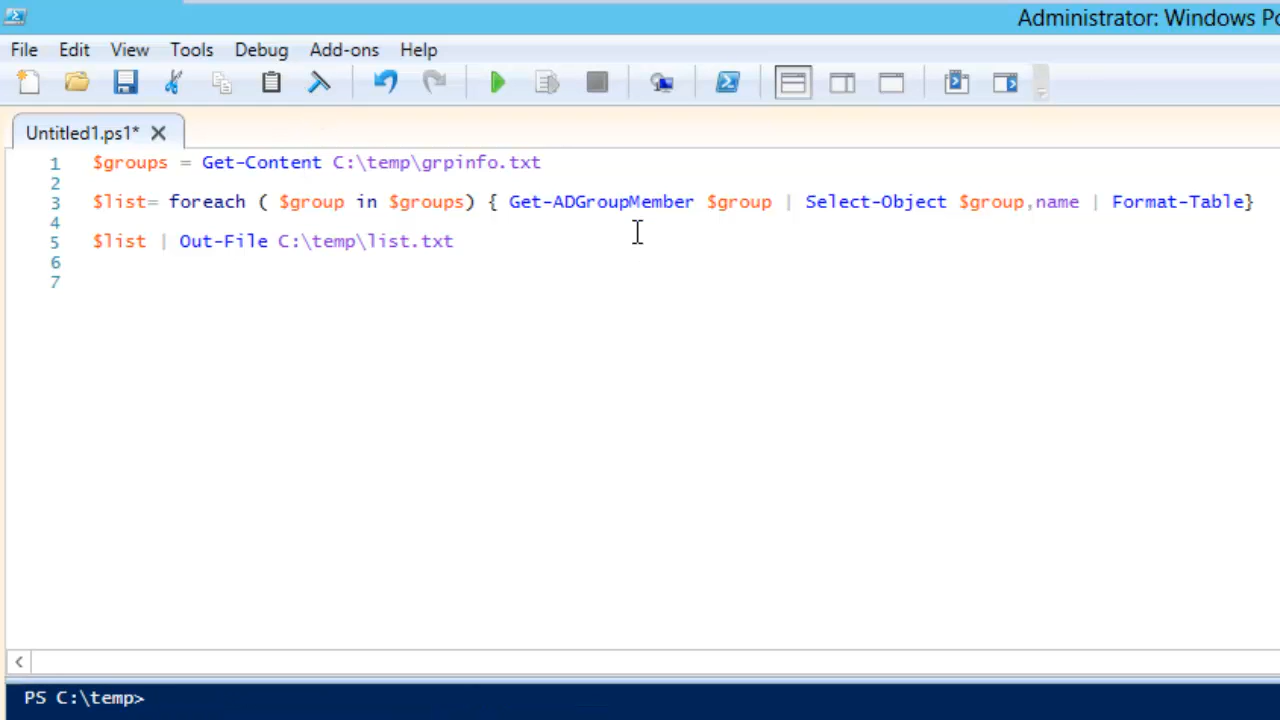 Administrator: Windows Po
File Edit View Tools Debug Add-ons Help
Untitled1.ps1*
1 $groups = Get-Content C:\temp\grpinfo.txt
2
3 $list= foreach ( $group in $groups) { Get-ADGroupMember $group | Select-Object $group,name | Format-Table}
4
5 $list | Out-File C:\temp\list.txt
6
7
PS C:\temp>